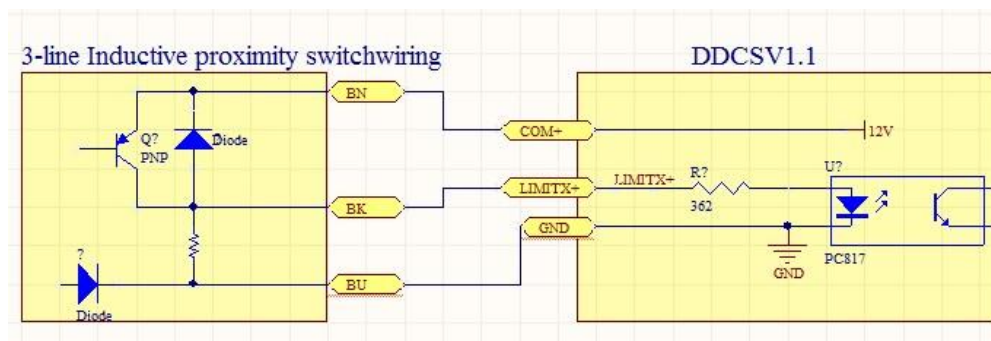 3-line Inductive proximity switchwiring
DDCSV1.1
BN
Q?
PNP
Diode
COM+
12V
LIMITX+
LIMITX+
R?
362
U?
BK
GND
GND
PC817
?
BU
Diode